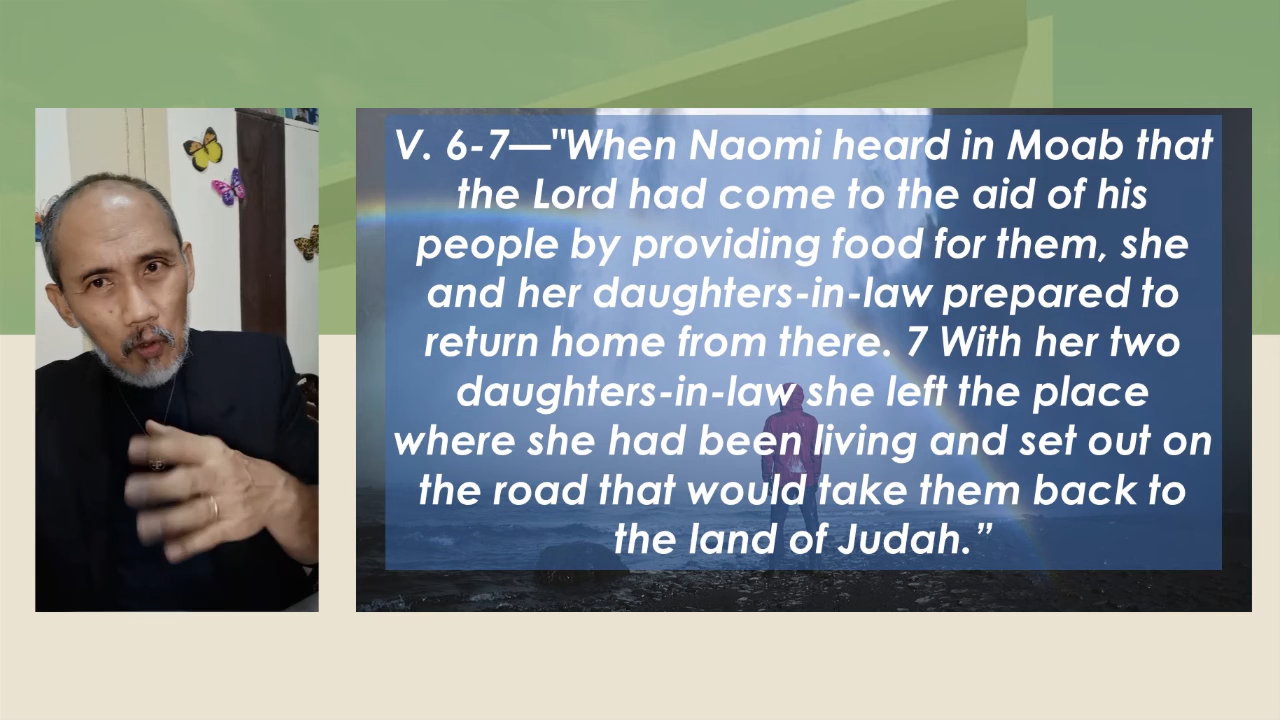 V. 6-7—"When Naomi heard in Moab that
the Lord had come to the aid of his
people by providing food for them, she
and her daughters-in-law prepared to
return home from there. 7 With her two
daughters-in-law she left the place
where she had been living and set out on
the road that would take them back to
the land of Judah.”